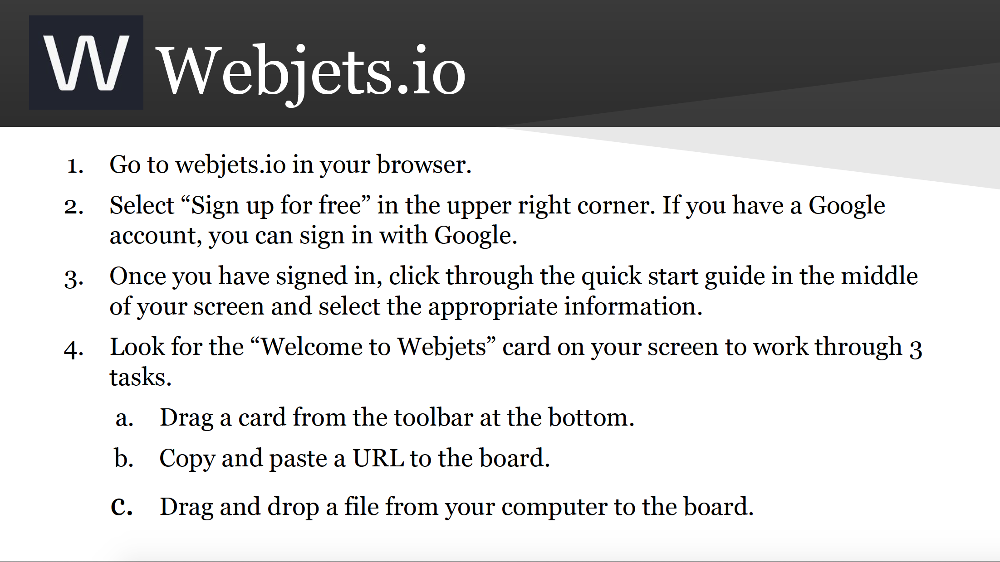 W
Webjets.io
1. Go to webjets.io in your browser.
2. Select “Sign up for free” in the upper right corner. If you have a Google
account, you can sign in with Google.
3. Once you have signed in, click through the quick start guide in the middle
of your screen and select the appropriate information.
4. Look for the “Welcome to Webjets” card on your screen to work through 3
tasks.
a. Drag a card from the toolbar at the bottom.
b. Copy and paste a URL to the board.
c. Drag and drop a file from your computer to the board.